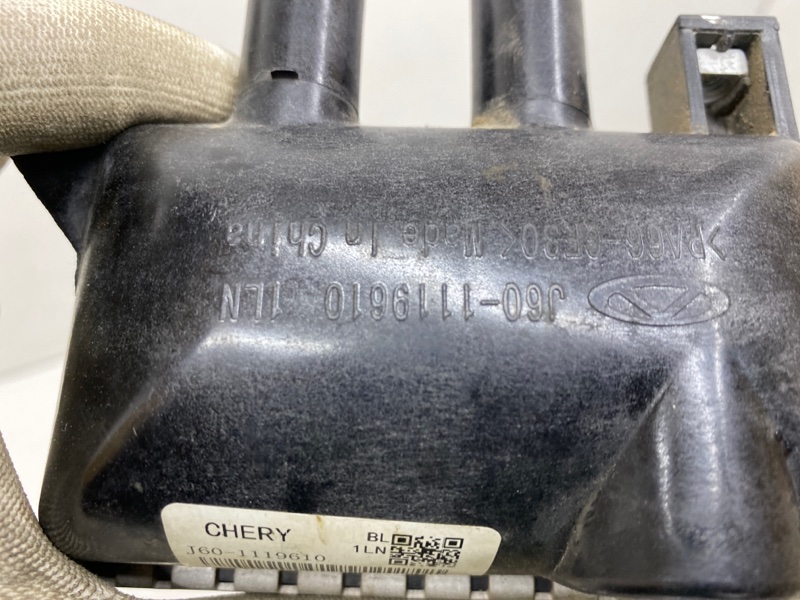 J60-1119610 1LN
>PA66-GF30< Made In China
CHERY
BL
J60-1119610
1LN